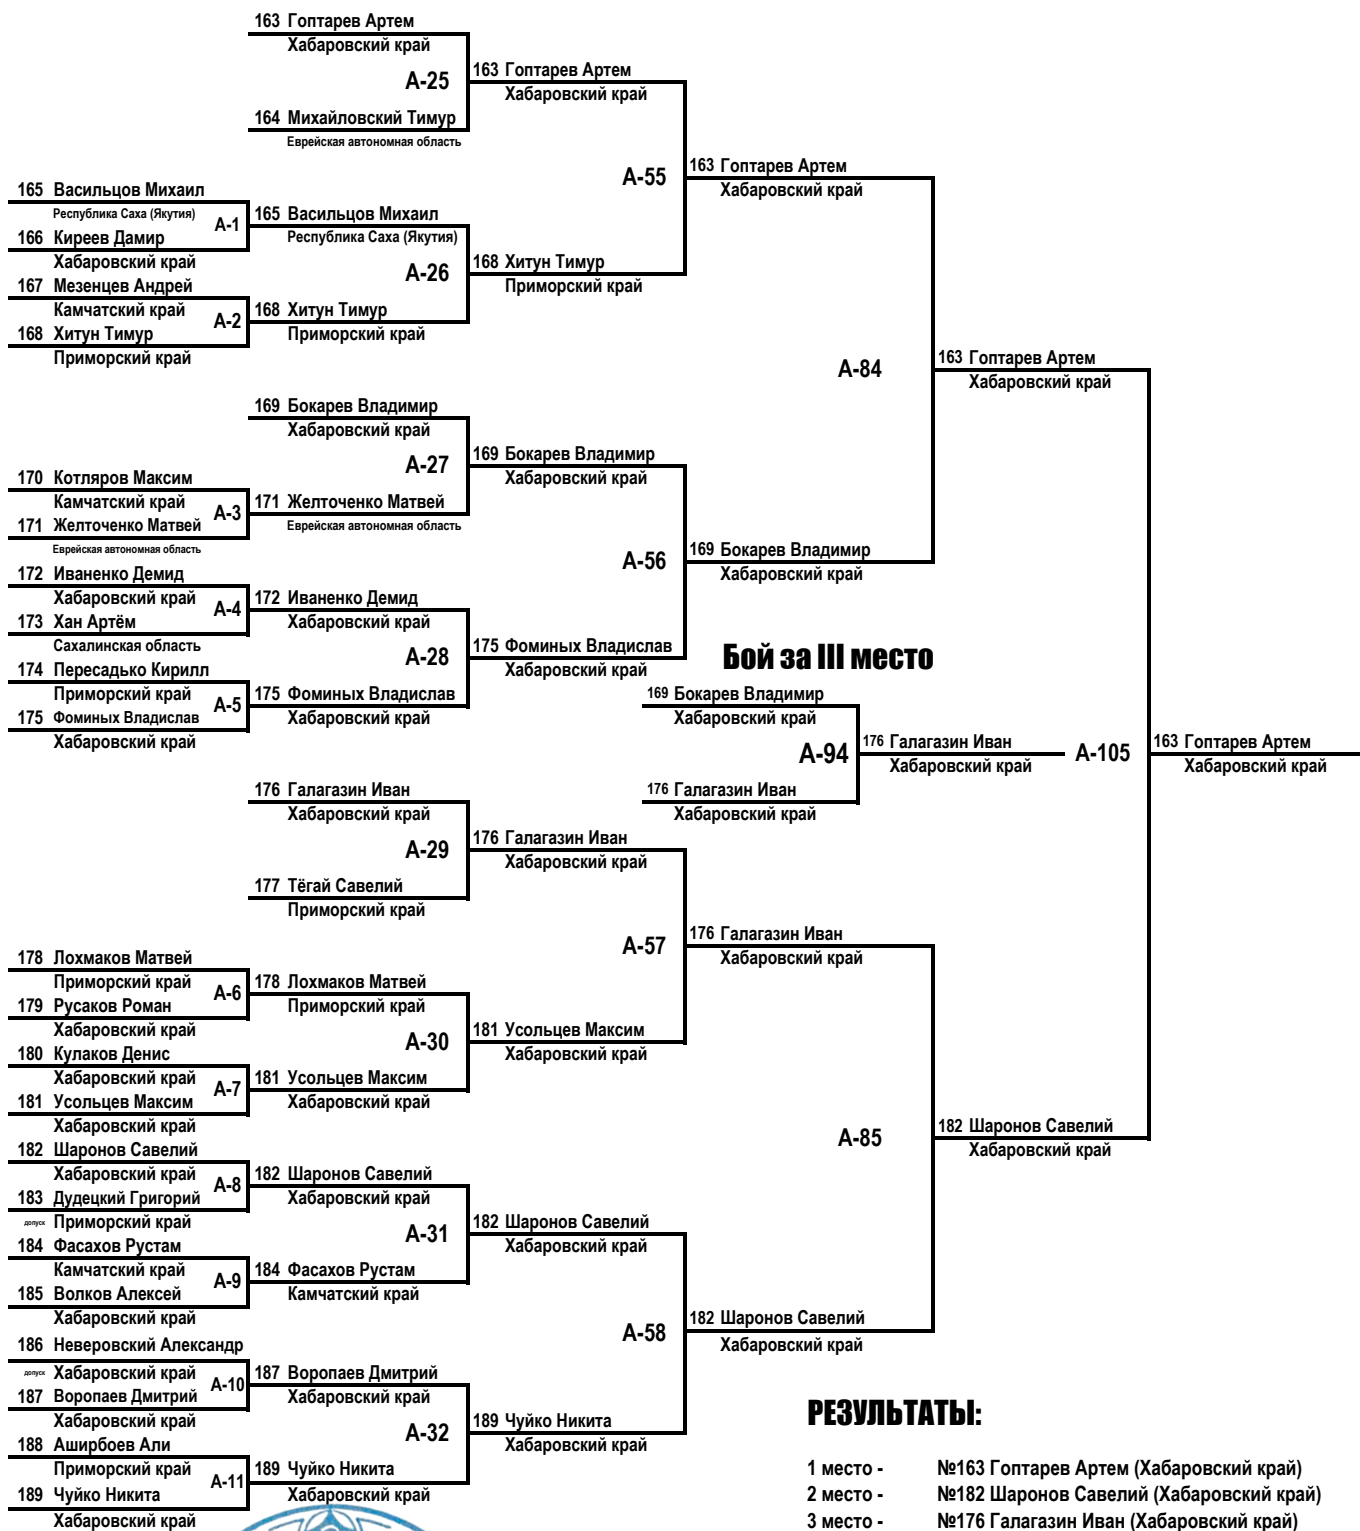 163 Гоптарев Артем
Хабаровский край
А-25
163 Гоптарев Артем
Хабаровский край
164 Михайловский Тимур
Еврейская автономная область
А-55
163 Гоптарев Артем
Хабаровский край
165 Васильцов Михаил
Республика Саха (Якутия)
А-1
165 Васильцов Михаил
Республика Саха (Якутия)
166 Киреев Дамир
Хабаровский край
А-26
168 Хитун Тимур
Приморский край
167 Мезенцев Андрей
Камчатский край
А-2
168 Хитун Тимур
Приморский край
168 Хитун Тимур
Приморский край
А-84
163 Гоптарев Артем
Хабаровский край
169 Бокарев Владимир
Хабаровский край
А-27
169 Бокарев Владимир
Хабаровский край
170 Котляров Максим
Камчатский край
А-3
171 Желточенко Матвей
Еврейская автономная область
171 Желточенко Матвей
Еврейская автономная область
А-56
169 Бокарев Владимир
Хабаровский край
172 Иваненко Демид
Хабаровский край
А-4
172 Иваненко Демид
Хабаровский край
173 Хан Артём
Сахалинская область
А-28
175 Фоминых Владислав
Хабаровский край
174 Пересадько Кирилл
Приморский край
А-5
175 Фоминых Владислав
Хабаровский край
175 Фоминых Владислав
Хабаровский край
Бой за III место
169 Бокарев Владимир
Хабаровский край
А-94
176 Галагазин Иван
Хабаровский край
176 Галагазин Иван
Хабаровский край
А-105
163 Гоптарев Артем
Хабаровский край
176 Галагазин Иван
Хабаровский край
А-29
176 Галагазин Иван
Хабаровский край
177 Тёгай Савелий
Приморский край
А-57
176 Галагазин Иван
Хабаровский край
178 Лохмаков Матвей
Приморский край
А-6
178 Лохмаков Матвей
Приморский край
179 Русаков Роман
Хабаровский край
А-30
181 Усольцев Максим
Хабаровский край
180 Кулаков Денис
Хабаровский край
А-7
181 Усольцев Максим
Хабаровский край
181 Усольцев Максим
Хабаровский край
А-85
182 Шаронов Савелий
Хабаровский край
182 Шаронов Савелий
Хабаровский край
А-8
182 Шаронов Савелий
Хабаровский край
183 Дудецкий Григорий
допуск Приморский край
А-31
182 Шаронов Савелий
Хабаровский край
184 Фасахов Рустам
Камчатский край
А-9
184 Фасахов Рустам
Камчатский край
185 Волков Алексей
Хабаровский край
А-58
182 Шаронов Савелий
Хабаровский край
186 Неверовский Александр
допуск Хабаровский край
А-10
187 Воропаев Дмитрий
Хабаровский край
187 Воропаев Дмитрий
Хабаровский край
А-32
189 Чуйко Никита
Хабаровский край
188 Аширбоев Али
Приморский край
А-11
189 Чуйко Никита
Хабаровский край
189 Чуйко Никита
Хабаровский край
РЕЗУЛЬТАТЫ:
1 место - №163 Гоптарев Артем (Хабаровский край)
2 место - №182 Шаронов Савелий (Хабаровский край)
3 место - №176 Галагазин Иван (Хабаровский край)